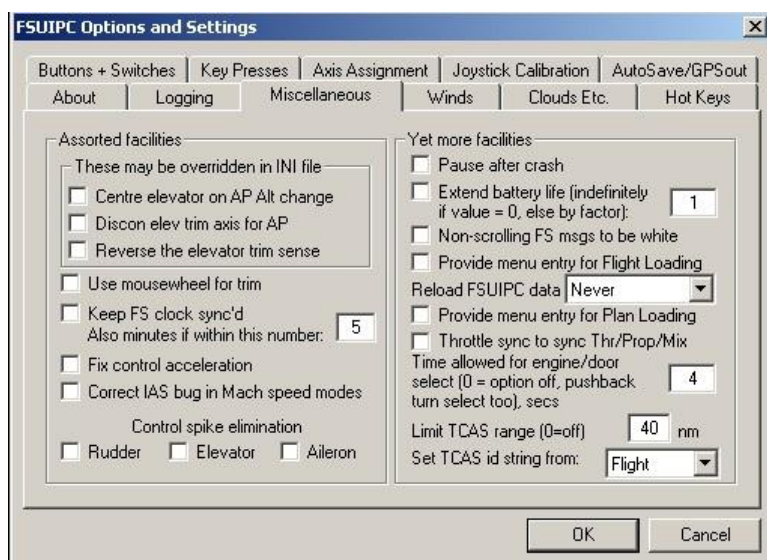 FSUIPC Options and Settings
Buttons + Switches Key Presses Axis Assignment Joystick Calibration AutoSave/GPSout
About Logging Miscellaneous Winds Clouds Etc. Hot Keys
Assorted facilities
These may be overridden in INI file
Centre elevator on AP Alt change
Discon elev trim axis for AP
Reverse the elevator trim sense
Use mousewheel for trim
Keep FS clock sync'd
Also minutes if within this number: 5
Fix control acceleration
Correct IAS bug in Mach speed modes
Control spike elimination
Rudder Elevator Aileron
Yet more facilities
Pause after crash
Extend battery life (indefinitely
if value = 0, else by factor): 1
Non-scrolling FS msgs to be white
Provide menu entry for Flight Loading
Reload FSUIPC data Never
Provide menu entry for Plan Loading
Throttle sync to sync Thr/Prop/Mix
Time allowed for engine/door
select (0 = option off, pushback
turn select too), secs 4
Limit TCAS range (0=off) 40 nm
Set TCAS id string from: Flight
OK Cancel